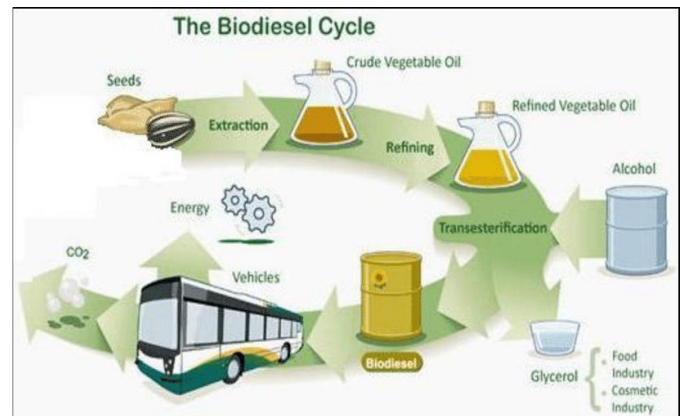 The Biodiesel Cycle
Crude Vegetable Oil
Seeds
Refined Vegetable Oil
Extraction
Refining
Alcohol
Energy
Transesterification
CO2
Vehicles
Biodiesel
Glycerol
· Food
Industry
· Cosmetic
Industry